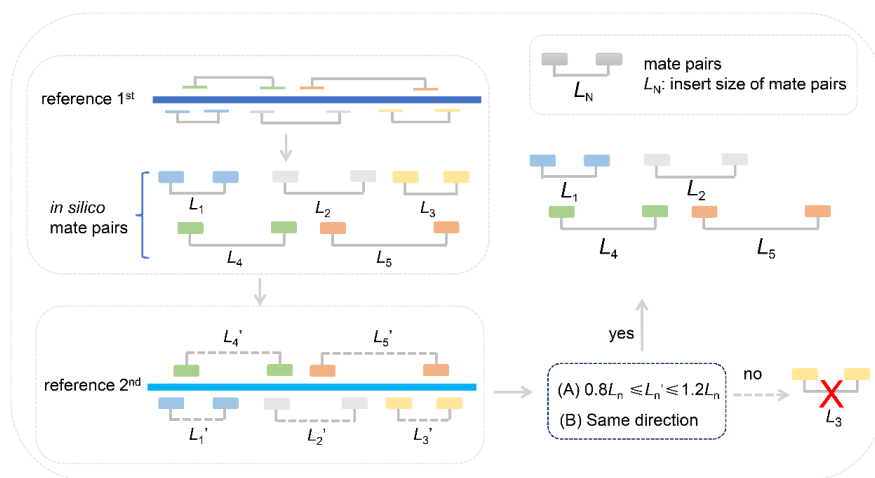 reference 1st
in silico
mate pairs
L1
L2
L3
L4
L5
reference 2nd
L4’
L5’
L1’
L2’
L3’
mate pairs
LN: insert size of mate pairs
LN
L1
L2
L4
L5
yes
(A) 0.8Ln ≤Ln’ ≤1.2Ln
(B) Same direction
no
L3